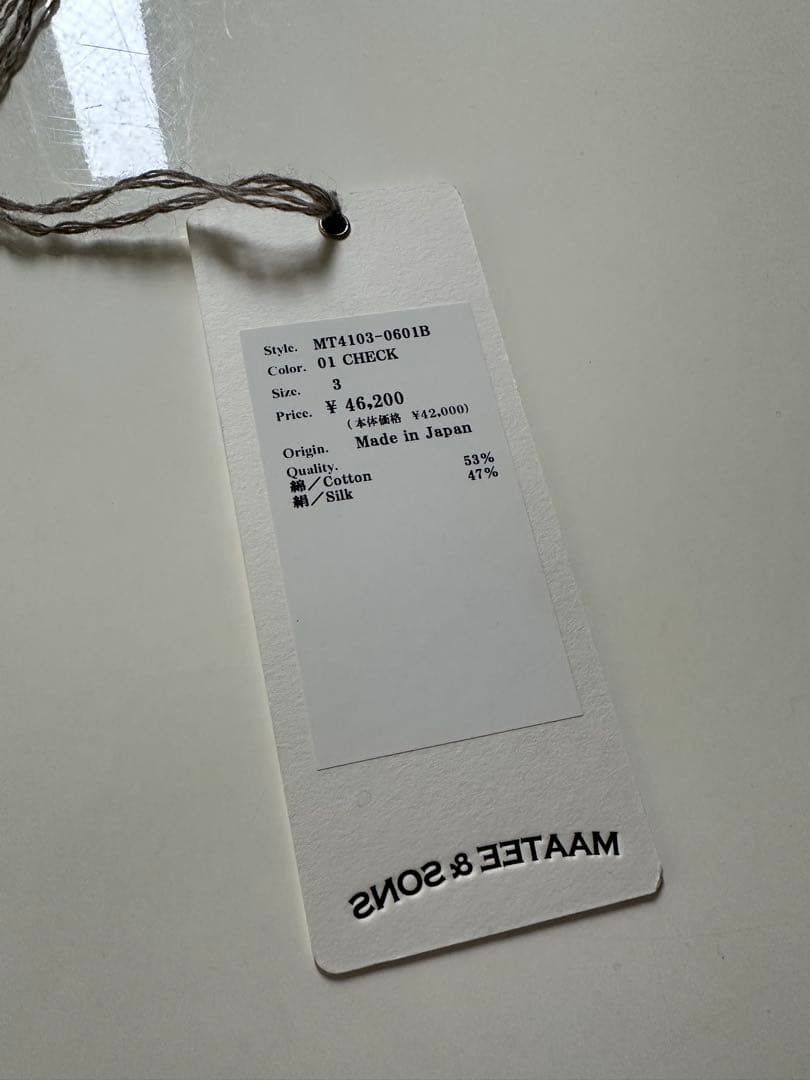 Style. MT4103-0601B
Color. 01 CHECK
Size. 3
Price. ¥ 46,200
(本体価格 ¥42,000)
Origin. Made in Japan
Quality.
綿/Cotton 53%
絹/Silk 47%
MAATEE & SONS